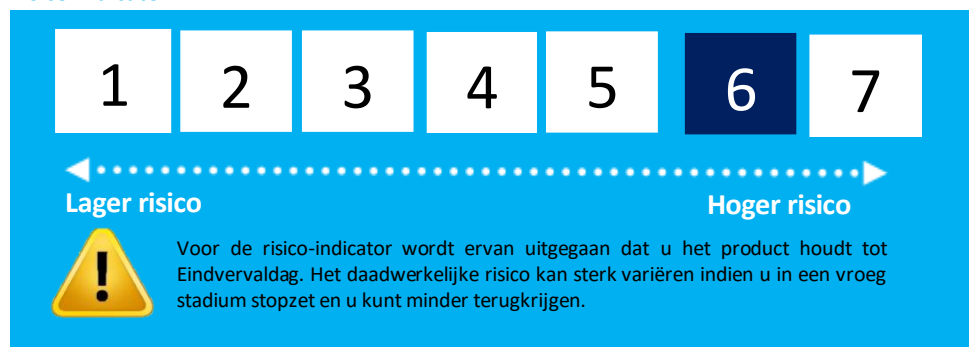 1 2 3 4 5 6 7
Lager risico Hoger risico
Voor de risico-indicator wordt ervan uitgegaan dat u het product houdt tot
Eindvervaldag. Het daadwerkelijke risico kan sterk variëren indien u in een vroeg
stadium stopzet en u kunt minder terugkrijgen.